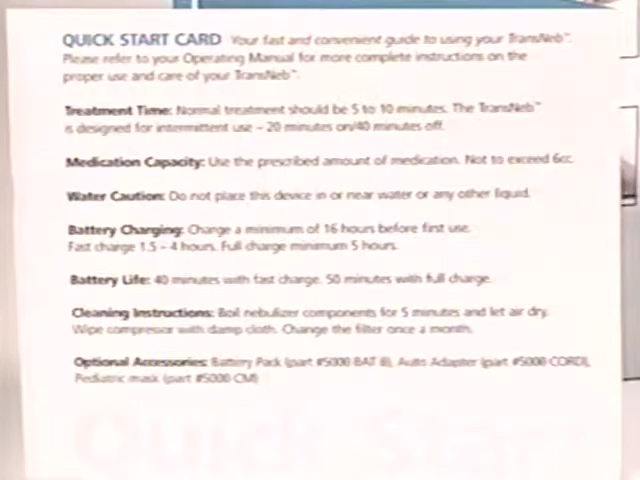 QUICK START CARD Your fast and convenient guide to using your TransNeb™.
Please refer to your Operating Manual for more complete instructions on the
proper use and care of your TransNeb™.
Treatment Time: Normal treatment should be 5 to 10 minutes. The TransNeb™
is designed for intermittent use – 20 minutes on/40 minutes off.
Medication Capacity: Use the prescribed amount of medication. Not to exceed 6cc.
Water Caution: Do not place this device in or near water or any other liquid.
Battery Charging: Charge a minimum of 16 hours before first use.
Fast charge 1.5 – 4 hours. Full charge minimum 5 hours.
Battery Life: 40 minutes with fast charge. 50 minutes with full charge.
Cleaning Instructions: Boil nebulizer components for 5 minutes and let air dry.
Wipe compressor with damp cloth. Change the filter once a month.
Optional Accessories: Battery Pack (part #5000 BAT), Auto Adapter (part #5000 CORD),
Pediatric mask (part #5000 CM)
Quick Star